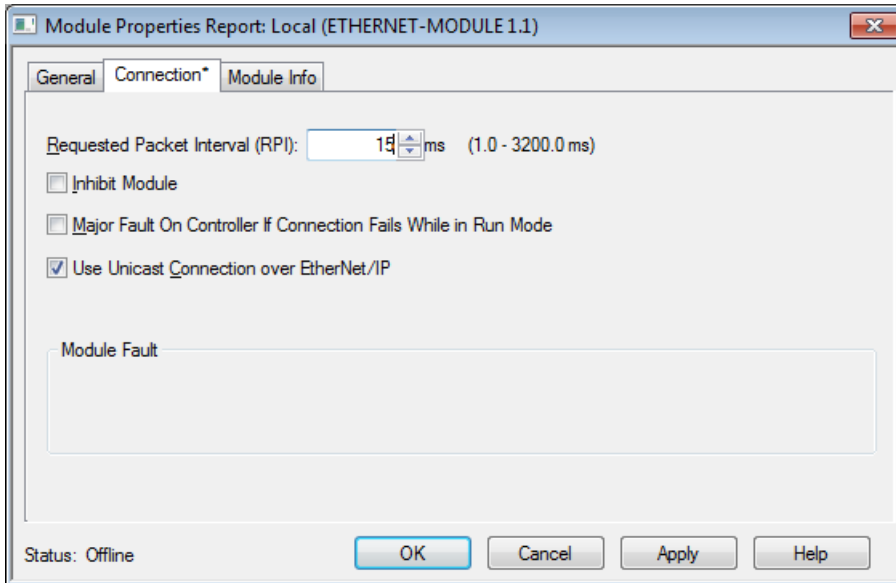 Module Properties Report: Local (ETHERNET-MODULE 1.1)
General Connection* Module Info
Requested Packet Interval (RPI): 15 ms (1.0 - 3200.0 ms)
Inhibit Module
Major Fault On Controller If Connection Fails While in Run Mode
Use Unicast Connection over EtherNet/IP
Module Fault
Status: Offline OK Cancel Apply Help